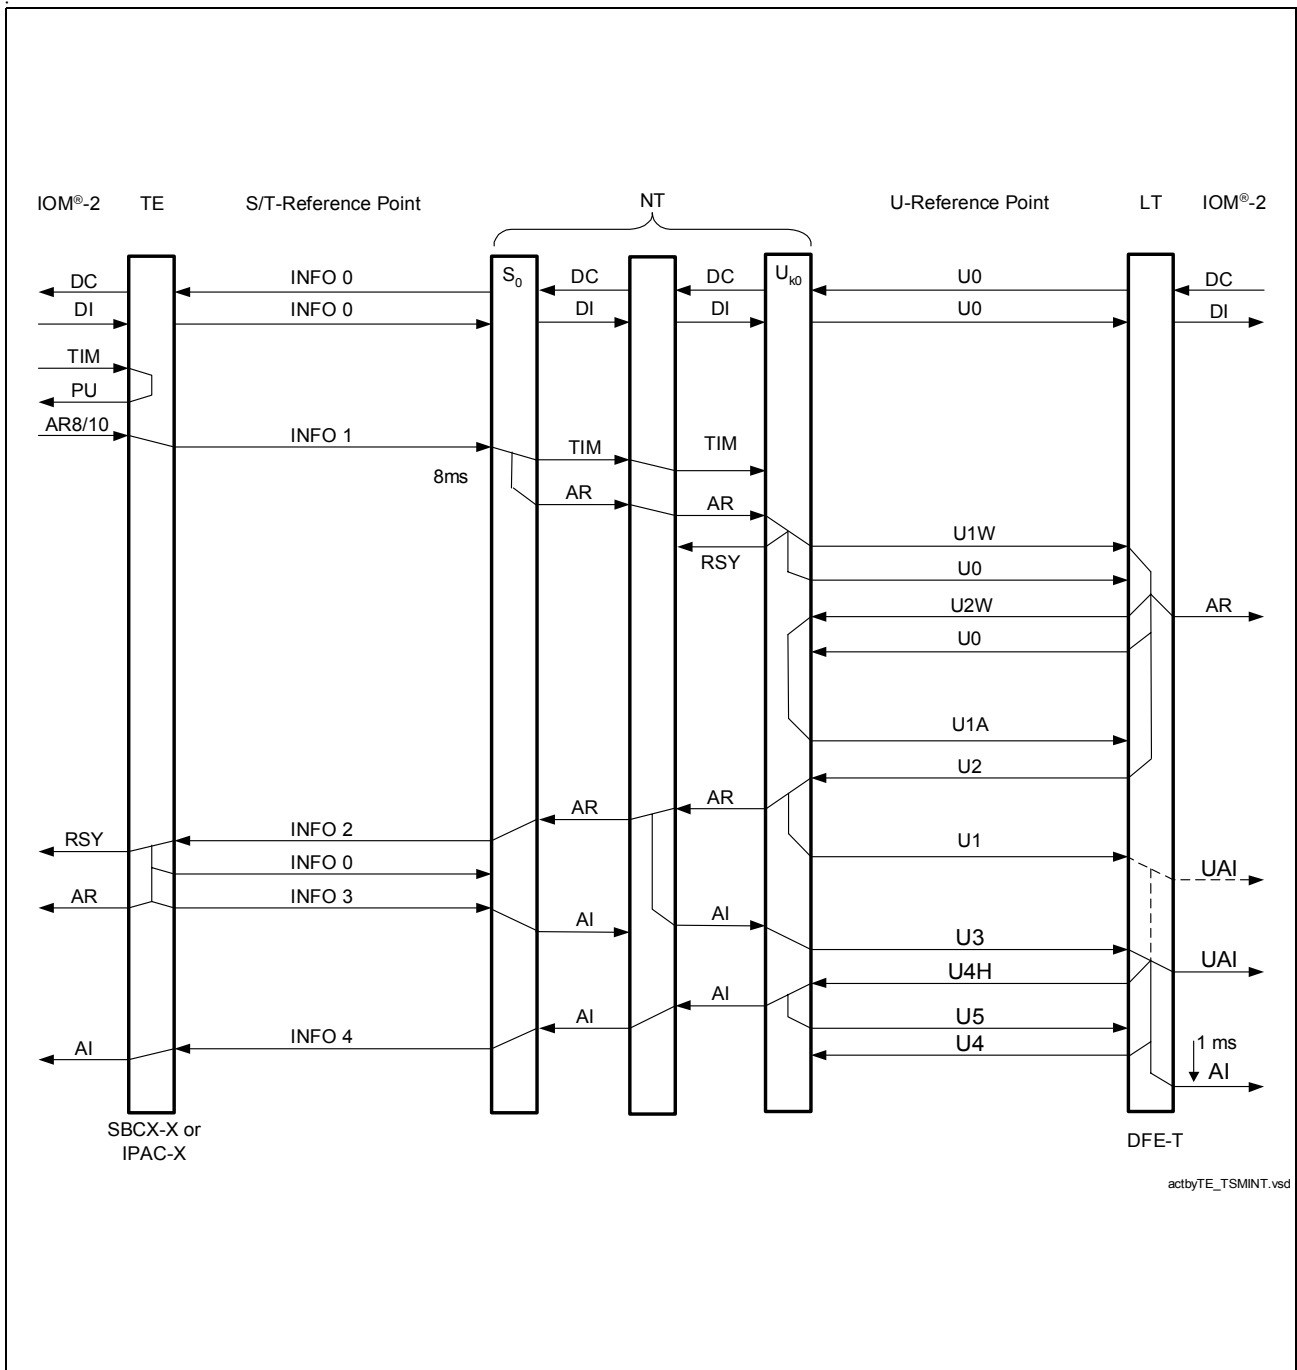 NT
IOM®-2 TE S/T-Reference Point U-Reference Point LT IOM®-2
S0 Uk0
DC INFO 0 DC DC U0 DC
DI INFO 0 DI DI U0 DI
TIM
PU
AR8/10 INFO 1 TIM TIM
8ms
AR AR
U1W
RSY U0
U2W AR
U0
U1A
U2
AR AR
RSY INFO 2 U1
INFO 0 UAI
AR INFO 3
AI AI
U3 UAI
U4H
AI
AI U5
INFO 4 U4 1 ms
AI AI
SBCX-X or
IPAC-X
DFE-T
actbyTE_TSMINT.vsd